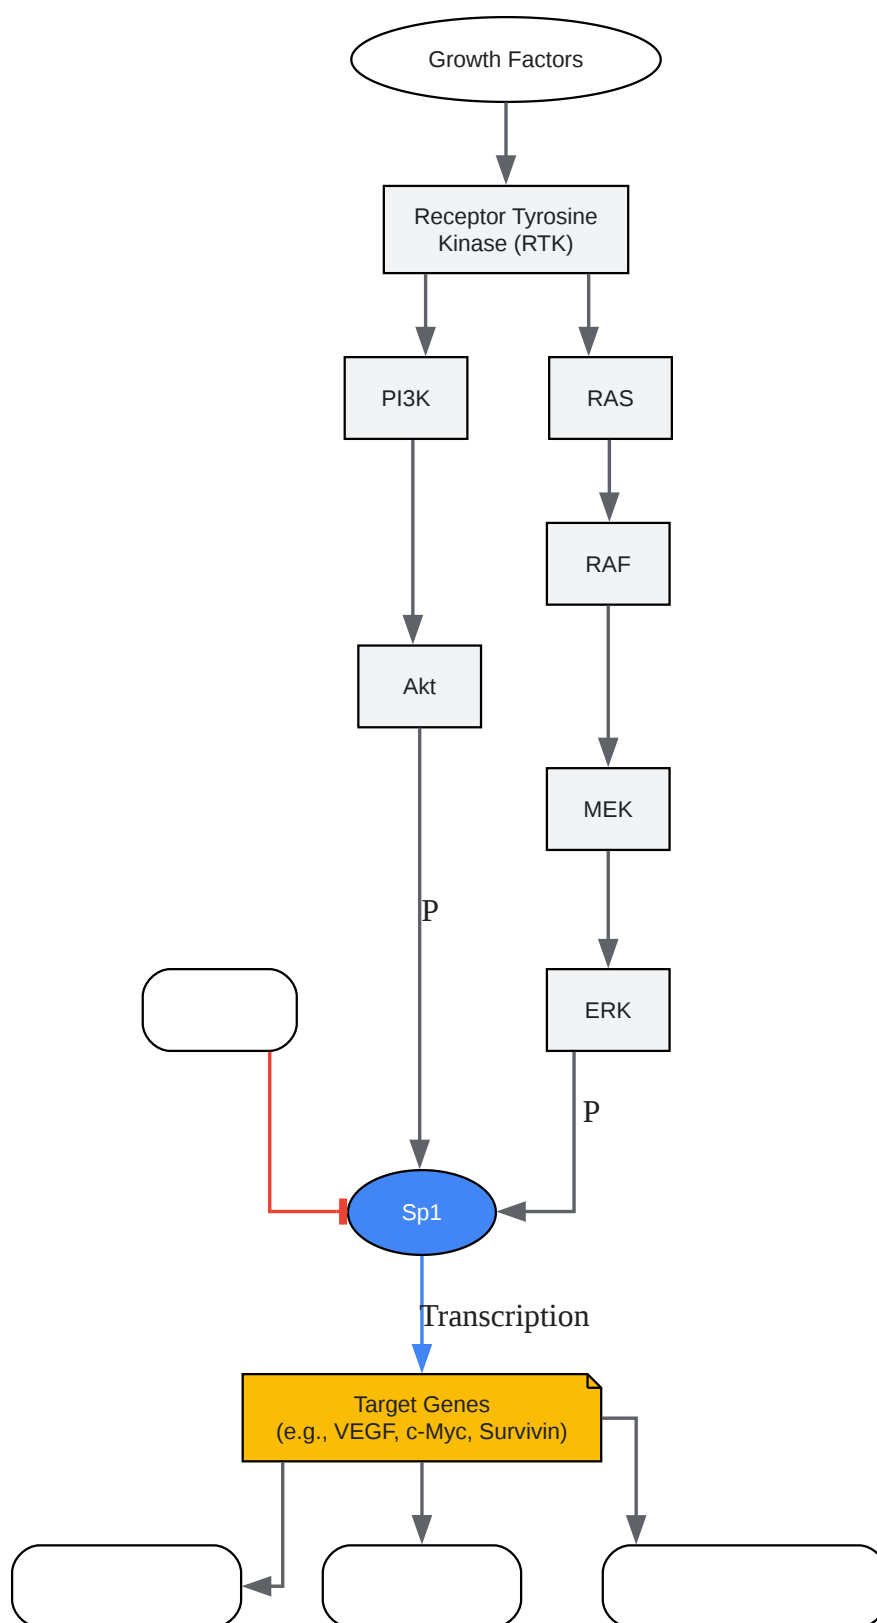 Growth Factors
Receptor Tyrosine
Kinase (RTK)
PI3K
RAS
RAF
Akt
MEK
P
ERK
P
Sp1
Transcription
Target Genes
(e.g., VEGF, c-Myc, Survivin)